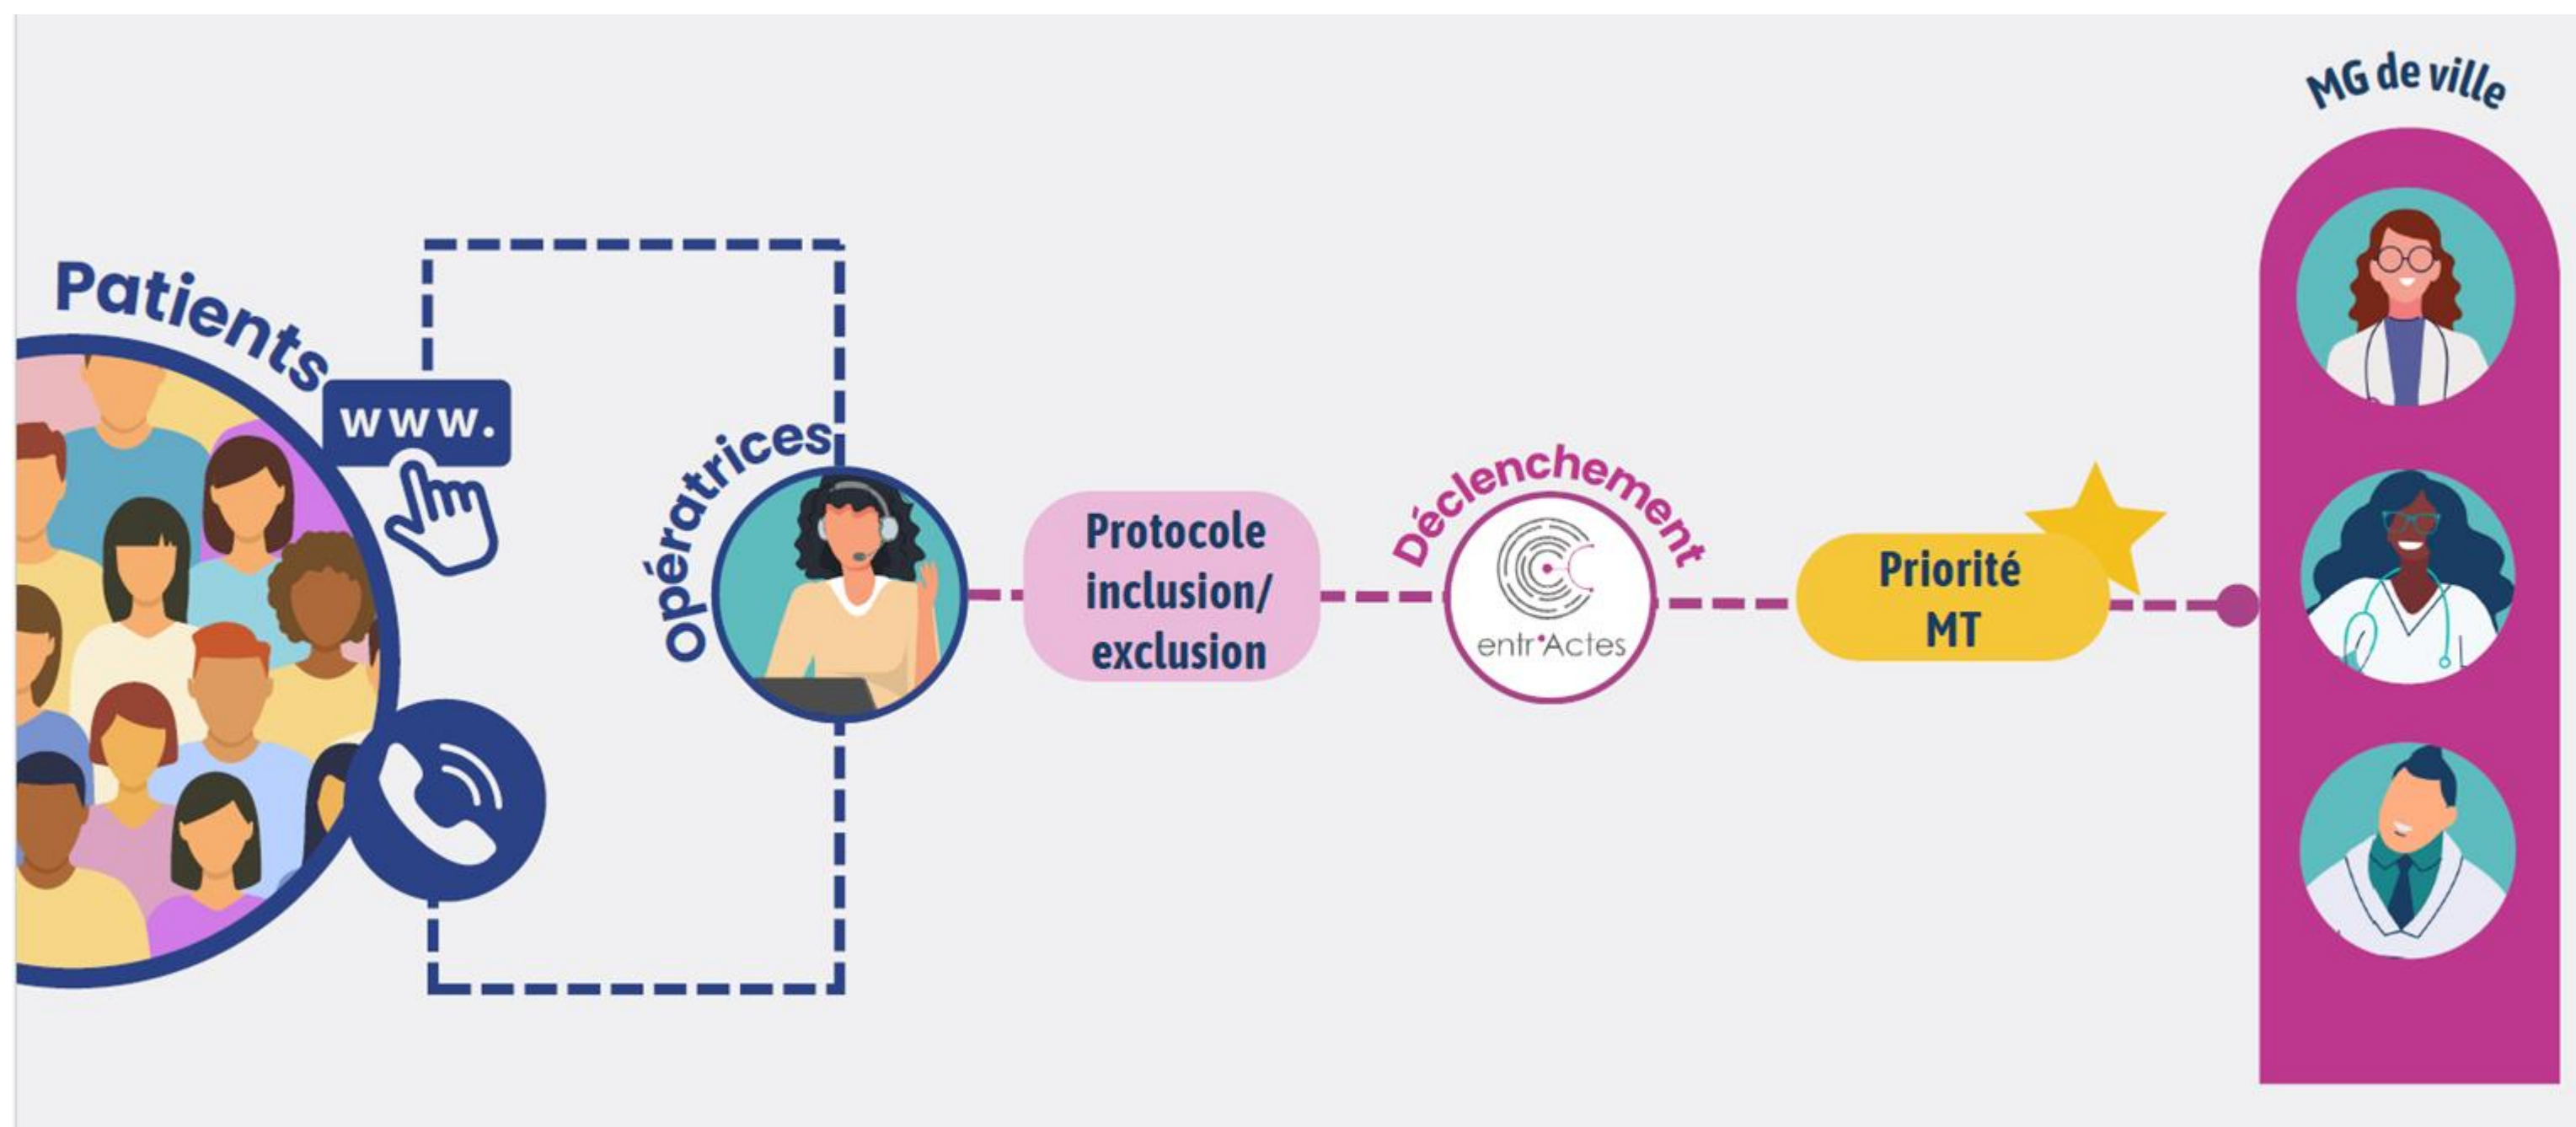 Patients
www.
opératrices
Protocole
inclusion/
exclusion
Déclenchement
entr'Actes
Priorité
MT
MG de ville